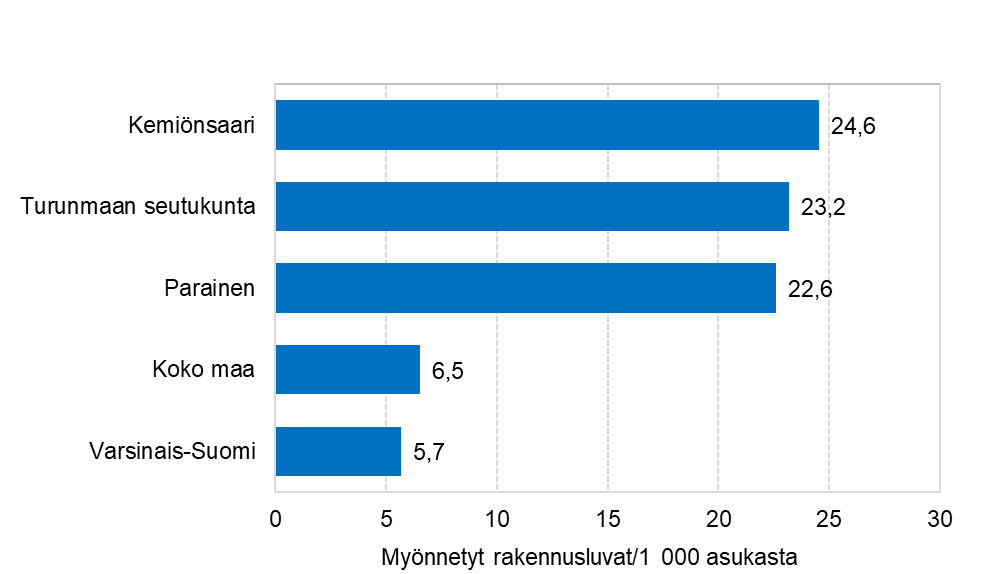 Kemiönsaari 24,6
Turunmaan seutukunta 23,2
Parainen 22,6
Koko maa 6,5
Varsinais-Suomi 5,7
0 5 10 15 20 25 30
Myönnetyt rakennusluvat/1 000 asukasta